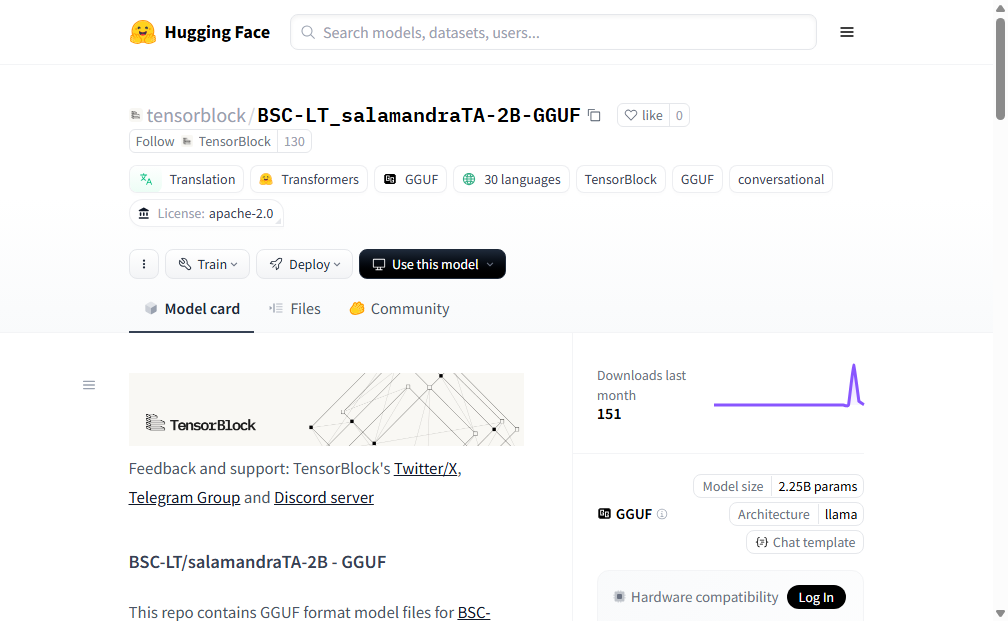 Hugging Face
Search models, datasets, users...
tensorblock/BSC-LT_salamandraTA-2B-GGUF
like 0
Follow TensorBlock 130
Translation Transformers GGUF 30 languages TensorBlock GGUF conversational
License: apache-2.0
Train Deploy Use this model
Model card Files Community
TensorBlock
Feedback and support: TensorBlock's Twitter/X,
Telegram Group and Discord server
BSC-LT/salamandraTA-2B - GGUF
This repo contains GGUF format model files for BSC-
Downloads last
month
151
Model size 2.25B params
GGUF
Architecture llama
Chat template
Hardware compatibility Log In